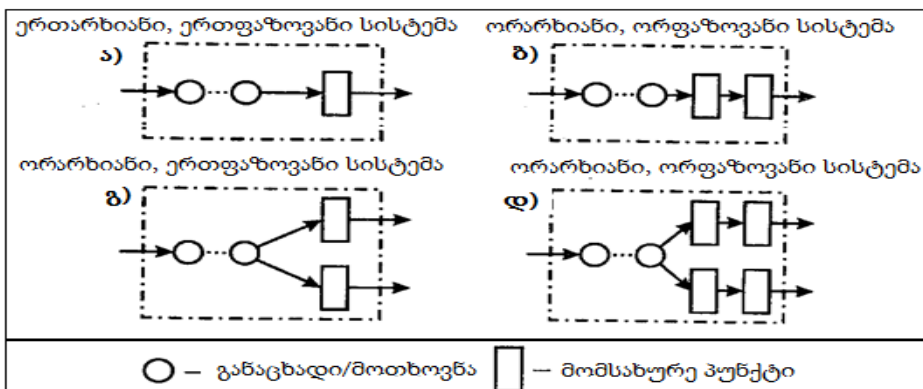 ერთარხიანი, ერთფაზოვანი სისტემა
ორარხიანი, ორფაზოვანი სისტემა
ა)
ბ)
ორარხიანი, ერთფაზოვანი სისტემა
ორარხიანი, ორფაზოვანი სისტემა
გ)
დ)
– განაცხადი/მოთხოვნა
– მომსახურე პუნქტი